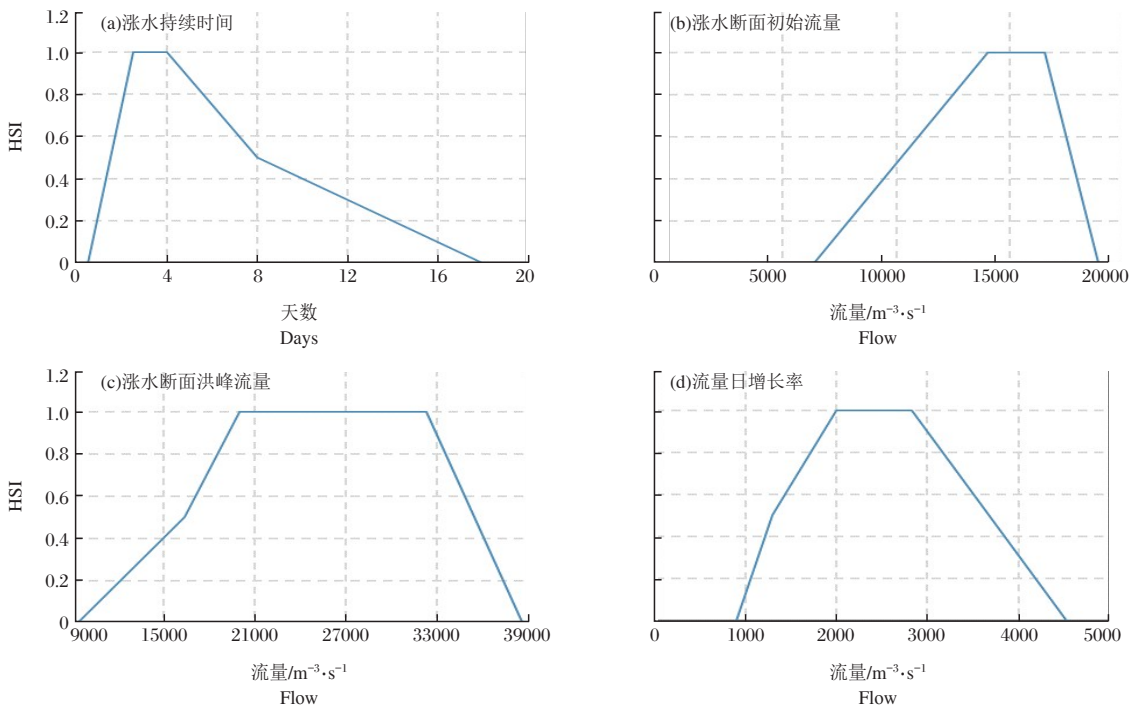 (a)涨水持续时间
1.2
1.0
0.8
0.6
0.4
0.2
0
HSI
0 4 8 12 16 20
天数
Days
(b)涨水断面初始流量
0 5000 10000 15000 20000
流量/m⁻³·s⁻¹
Flow
(c)涨水断面洪峰流量
1.2
1.0
0.8
0.6
0.4
0.2
0
HSI
9000 15000 21000 27000 33000 39000
流量/m⁻³·s⁻¹
Flow
(d)流量日增长率
0 1000 2000 3000 4000 5000
流量/m⁻³·s⁻¹
Flow